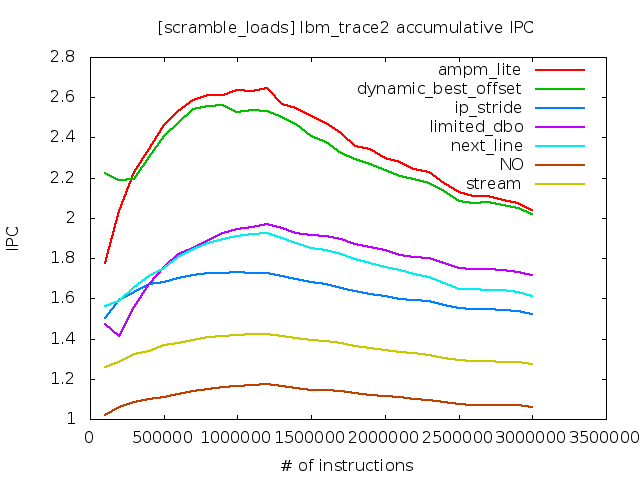 [scramble_loads] lbm_trace2 accumulative IPC
2.8
2.6
2.4
2.2
2
1.8
1.6
1.4
1.2
1
IPC
ampm_lite
dynamic_best_offset
ip_stride
limited_dbo
next_line
NO
stream
0 500000 1000000 1500000 2000000 2500000 3000000 3500000
# of instructions